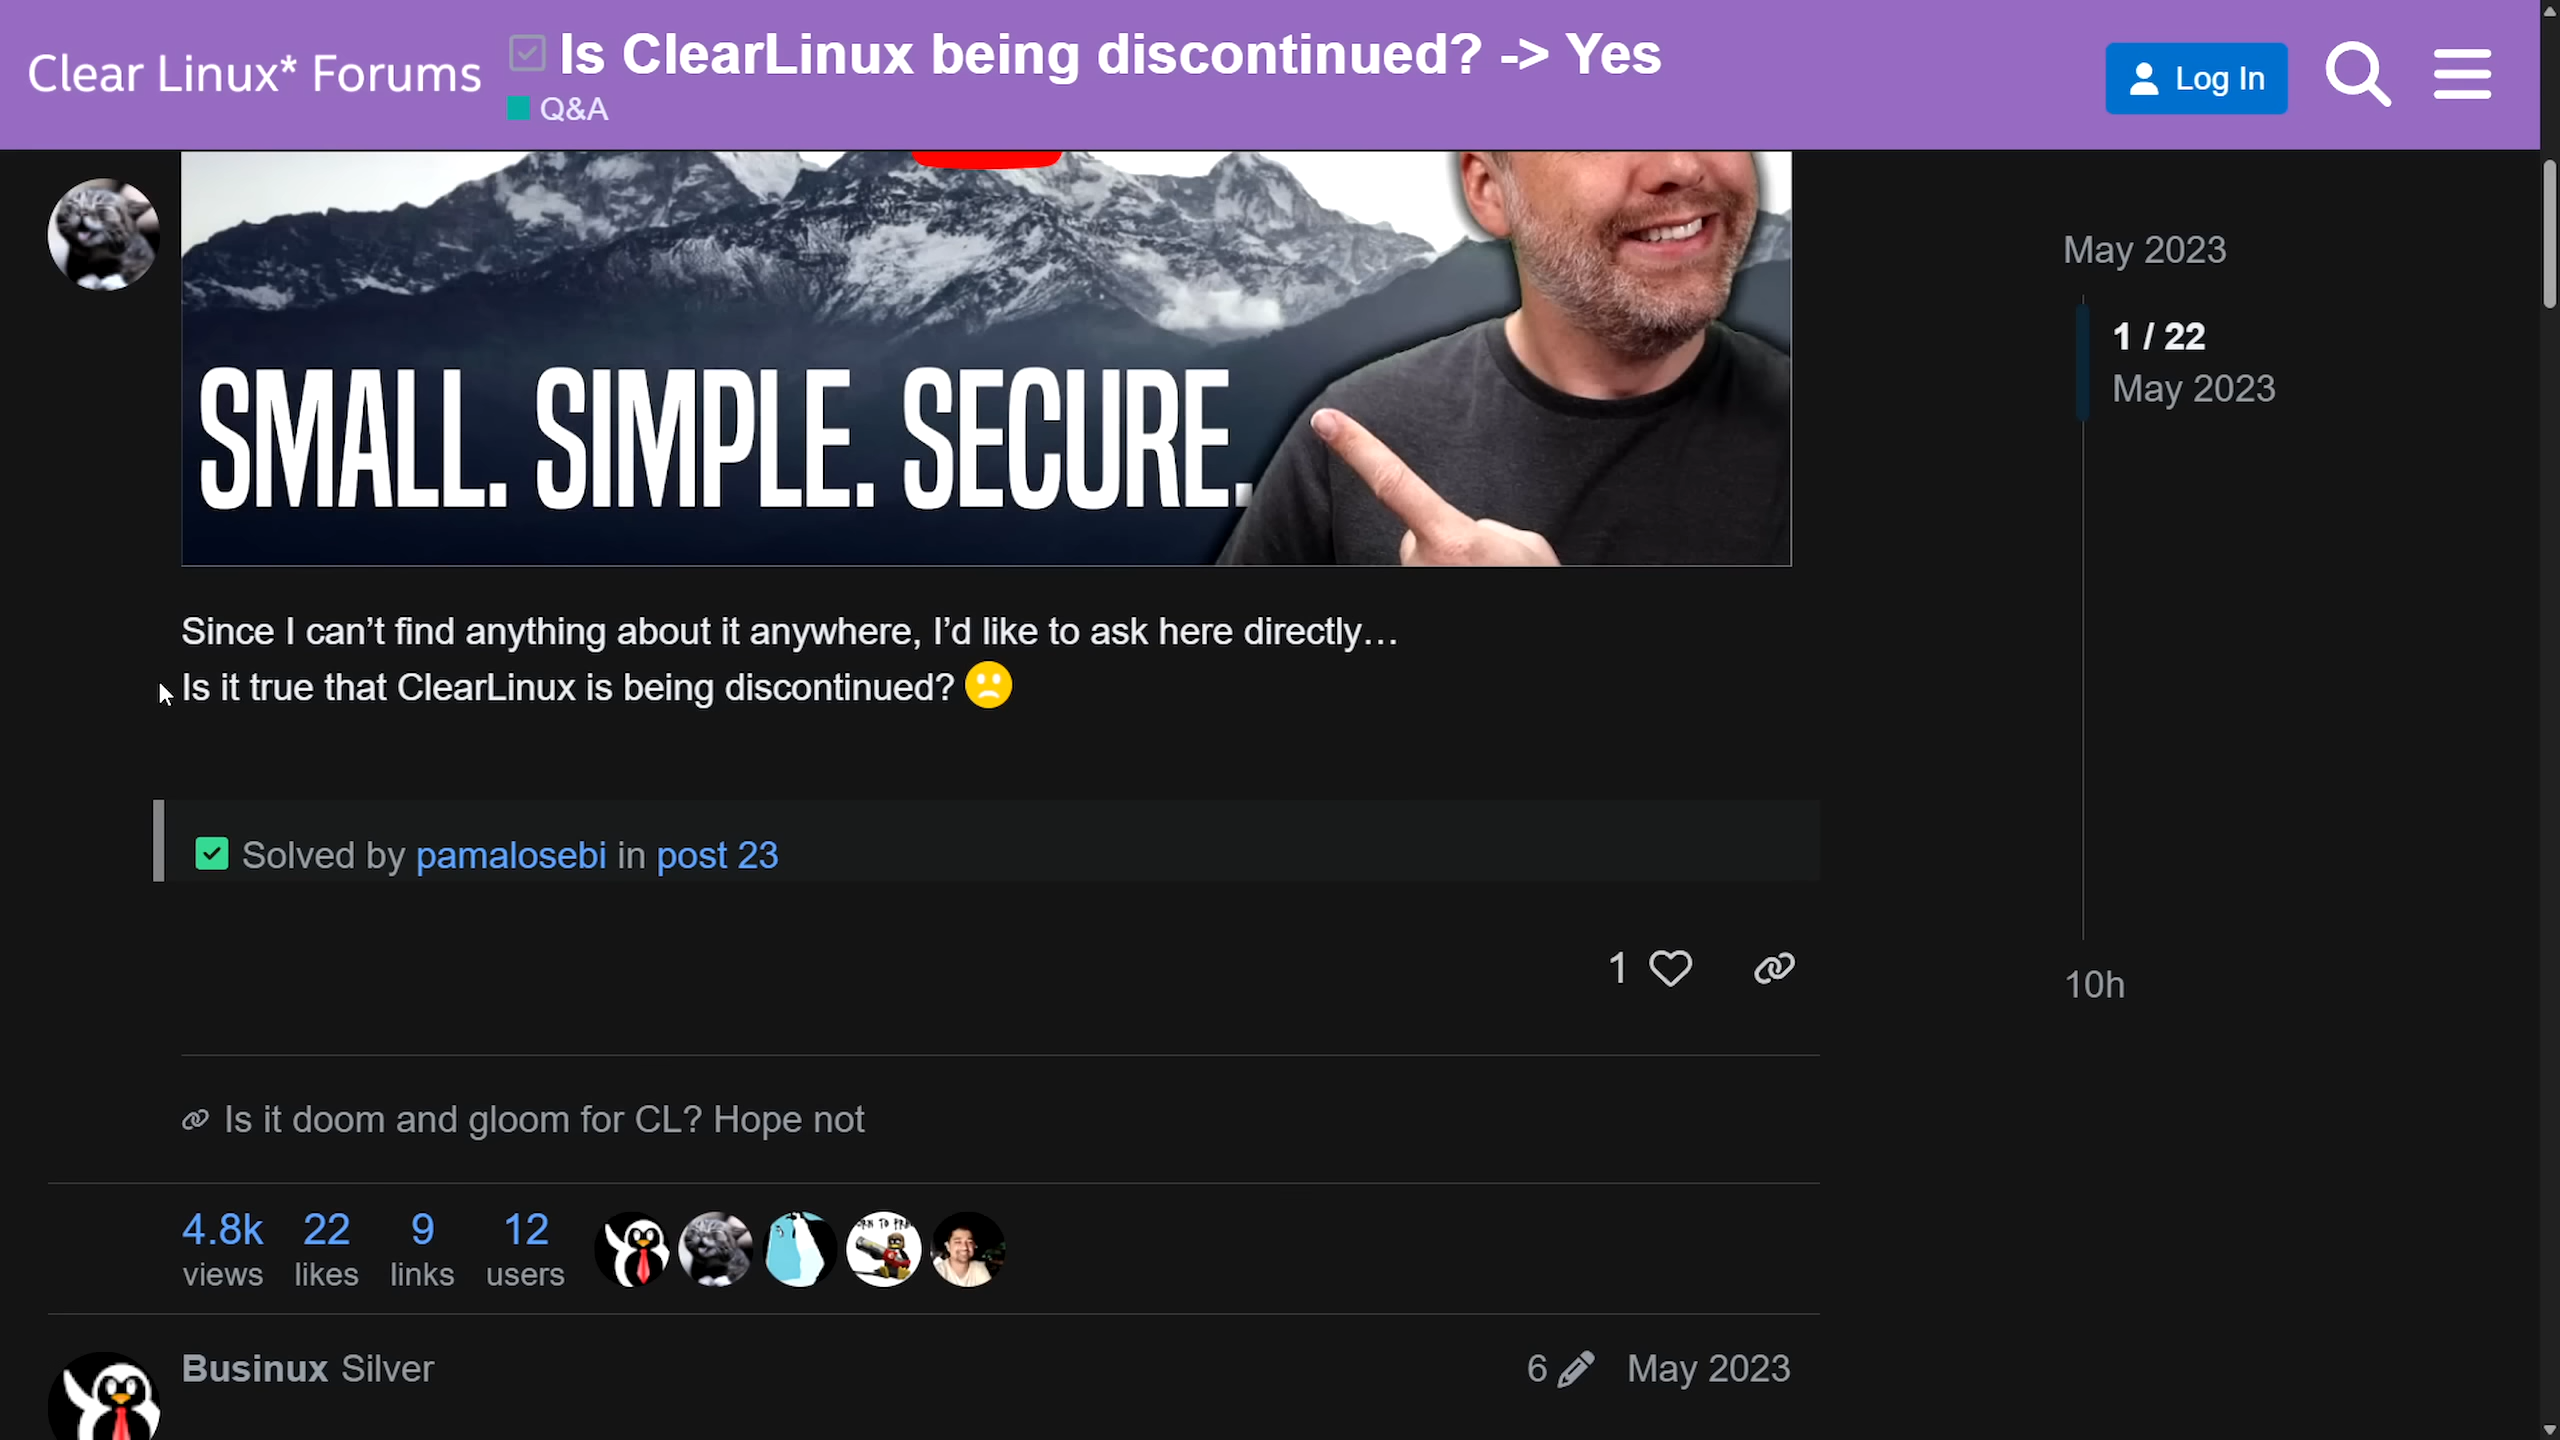 Clear Linux* Forums
Is ClearLinux being discontinued? -> Yes
Q&A
Log In
SMALL. SIMPLE. SECURE.
May 2023
1 / 22
May 2023
10h
Since I can’t find anything about it anywhere, I’d like to ask here directly…
Is it true that ClearLinux is being discontinued?
Solved by pamalosebi in post 23
1
Is it doom and gloom for CL? Hope not
4.8k
views
22
likes
9
links
12
users
Businux Silver
6
May 2023